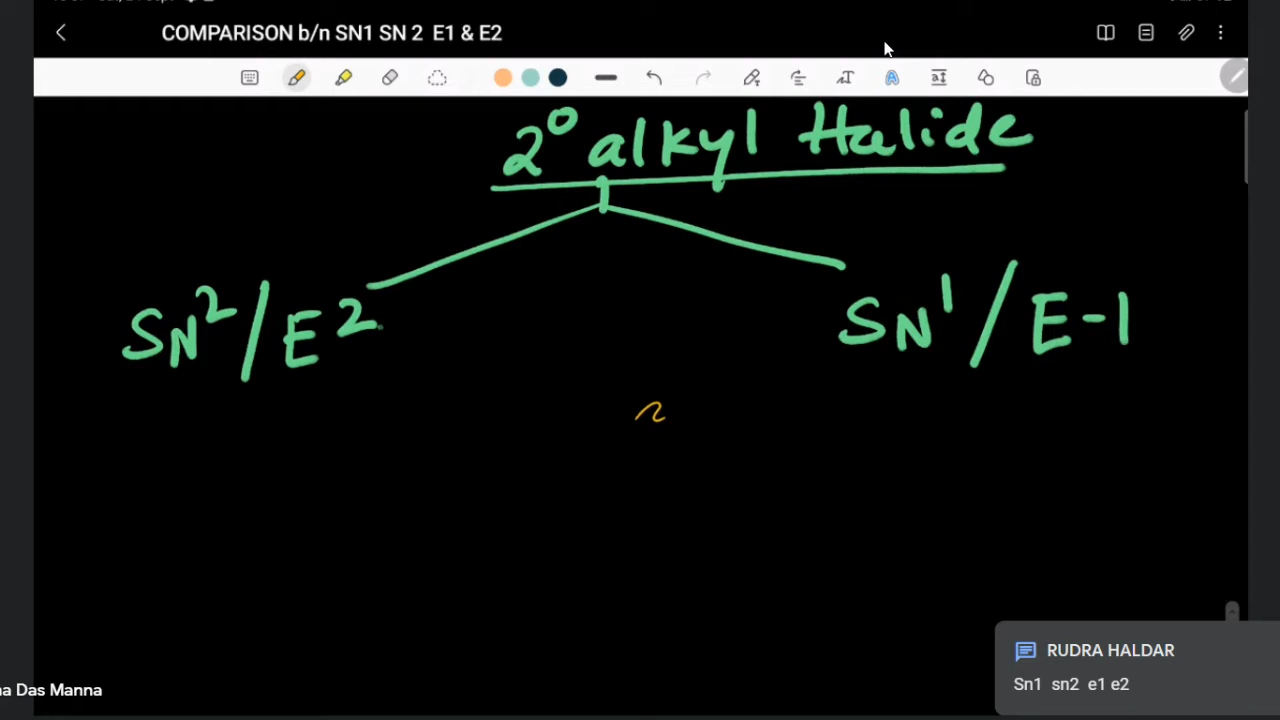 COMPARISON b/n SN1 SN 2 E1 & E2
2° alkyl Halide
SN2/E2
SN1/E-1
RUDRA HALDAR
Sn1 sn2 e1 e2
Das Manna